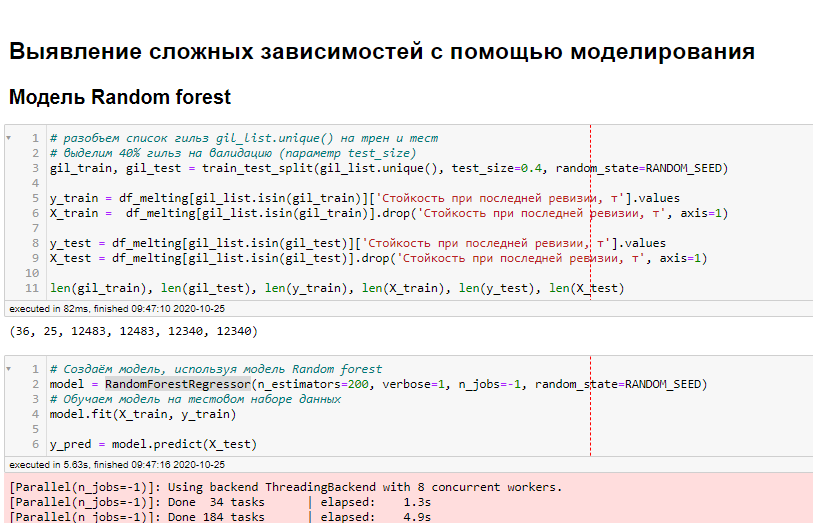 Выявление сложных зависимостей с помощью моделирования
Модель Random forest
1 # разобьем список гильз gil_list.unique() на трен и тест
2 # выделим 40% гильз на валидацию (параметр test_size)
3 gil_train, gil_test = train_test_split(gil_list.unique(), test_size=0.4, random_state=RANDOM_SEED)
4
5 y_train = df_melting[gil_list.isin(gil_train)]['Стойкость при последней ревизии, т'].values
6 X_train =  df_melting[gil_list.isin(gil_train)].drop('Стойкость при последней ревизии, т', axis=1)
7
8 y_test = df_melting[gil_list.isin(gil_test)]['Стойкость при последней ревизии, т'].values
9 X_test = df_melting[gil_list.isin(gil_test)].drop('Стойкость при последней ревизии, т', axis=1)
10
11 len(gil_train), len(gil_test), len(y_train), len(X_train), len(y_test), len(X_test)
executed in 82ms, finished 09:47:10 2020-10-25
(36, 25, 12483, 12483, 12340, 12340)
1 # Создаём модель, используя модель Random forest
2 model = RandomForestRegressor(n_estimators=200, verbose=1, n_jobs=-1, random_state=RANDOM_SEED)
3 # Обучаем модель на тестовом наборе данных
4 model.fit(X_train, y_train)
5
6 y_pred = model.predict(X_test)
executed in 5.63s, finished 09:47:16 2020-10-25
[Parallel(n_jobs=-1)]: Using backend ThreadingBackend with 8 concurrent workers.
[Parallel(n_jobs=-1)]: Done  34 tasks      | elapsed:    1.3s
[Parallel(n_jobs=-1)]: Done 184 tasks      | elapsed:    4.9s